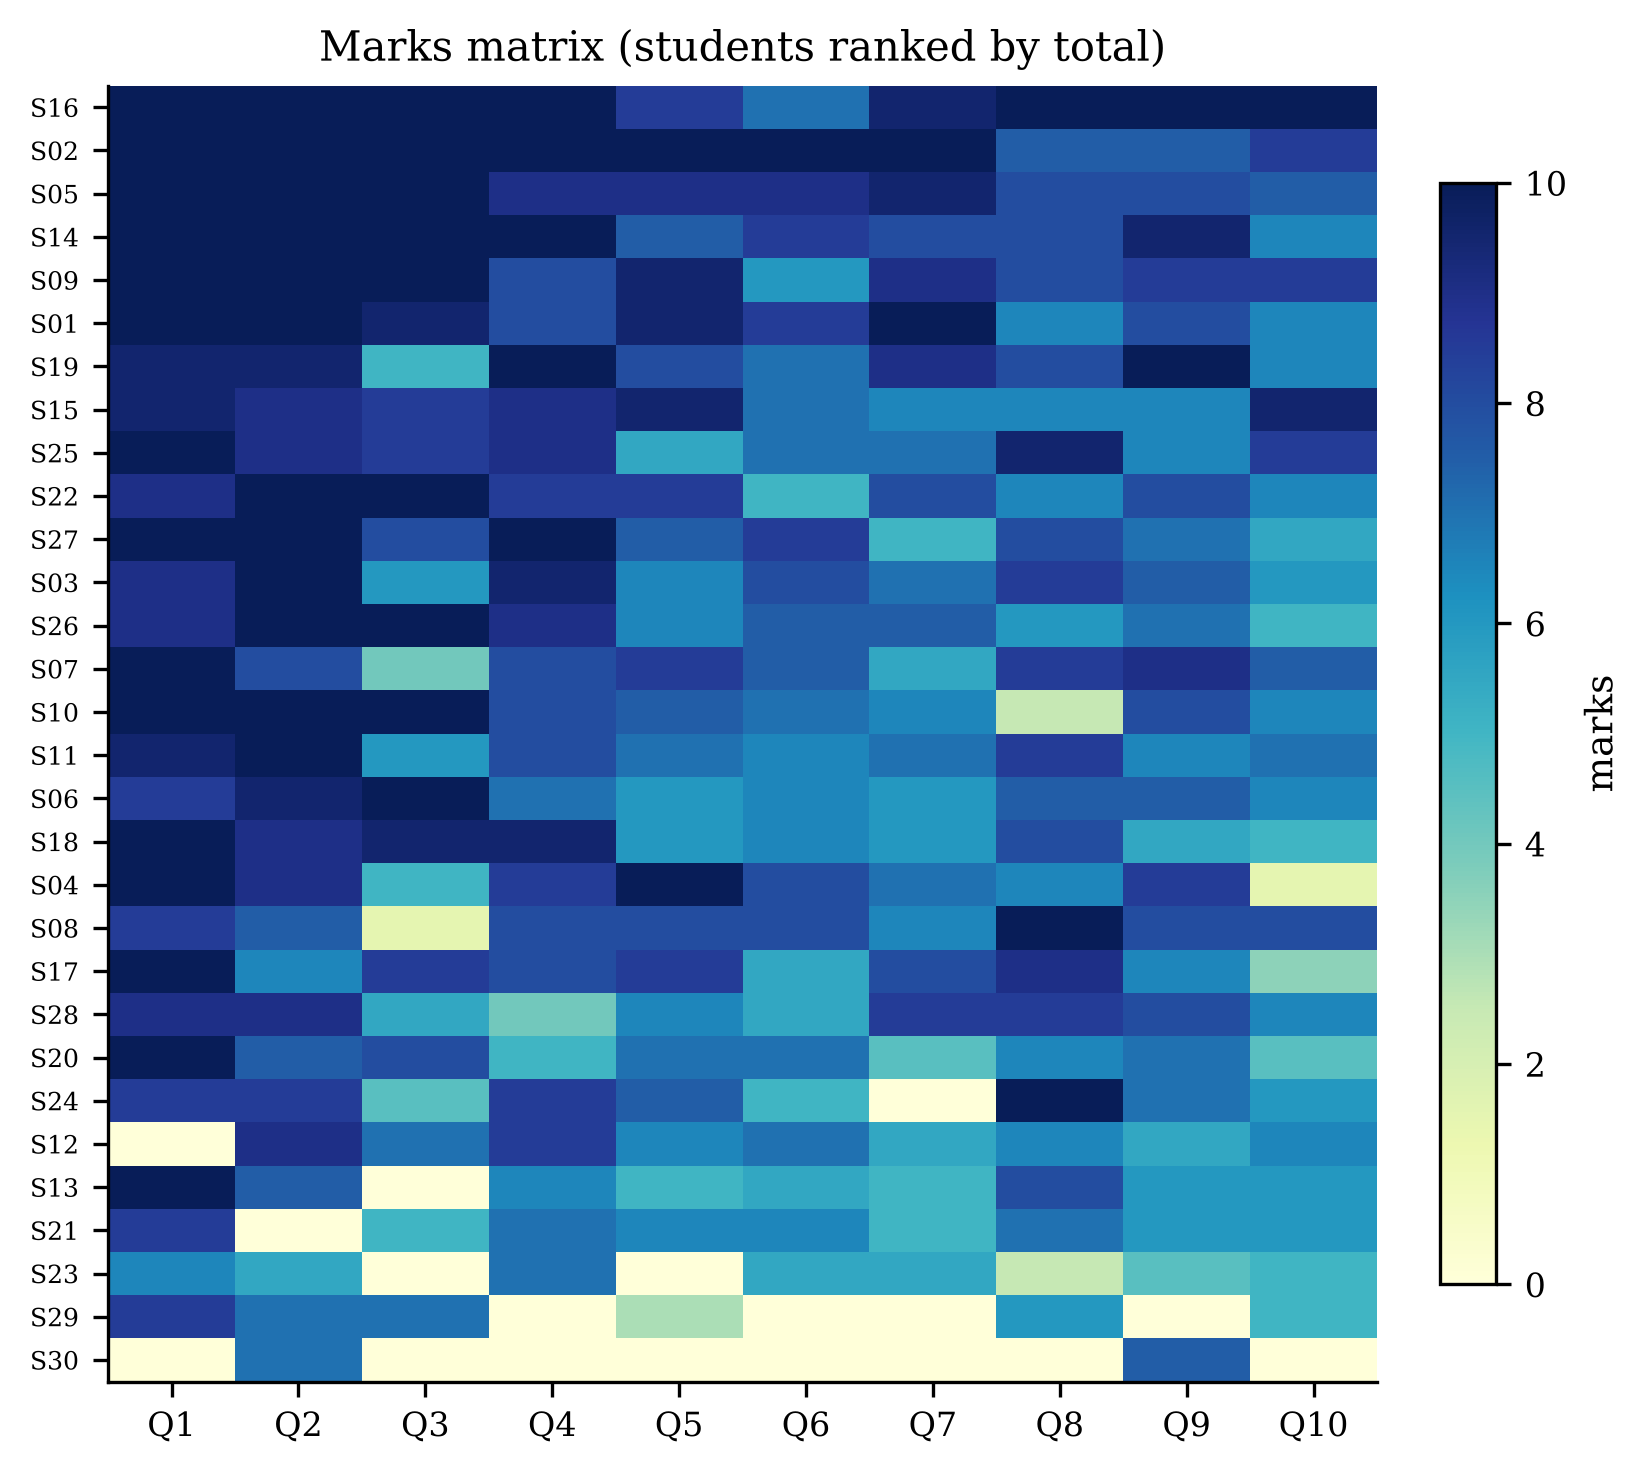 Marks matrix (students ranked by total)
S16
S02
S05
S14
S09
S01
S19
S15
S25
S22
S27
S03
S26
S07
S10
S11
S06
S18
S04
S08
S17
S28
S20
S24
S12
S13
S21
S23
S29
S30
Q1 Q2 Q3 Q4 Q5 Q6 Q7 Q8 Q9 Q10
10
8
6
4
2
0
marks